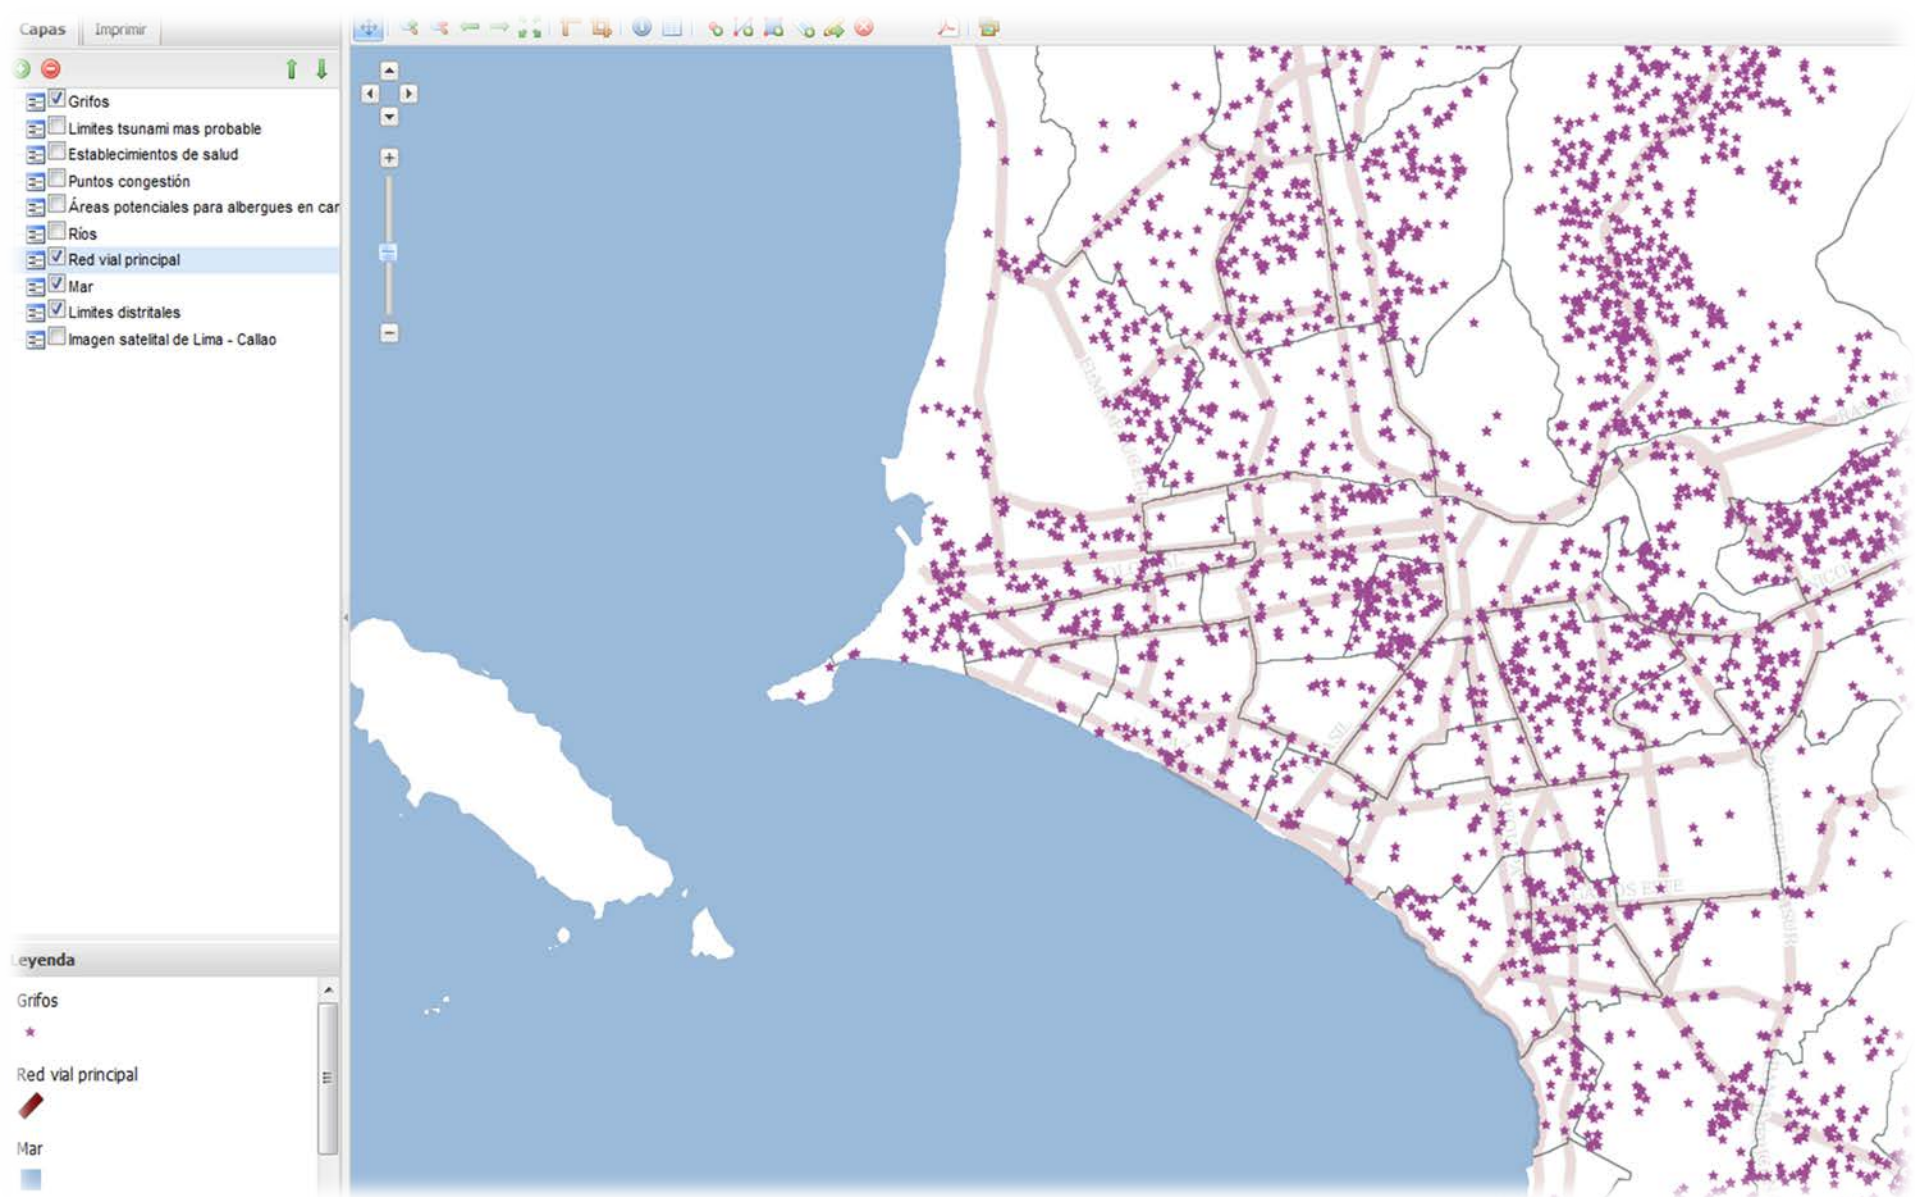 Capas
Imprimir
Grifos
Limites tsunami mas probable
Establecimientos de salud
Puntos congestión
Áreas potenciales para albergues en car
Ríos
Red vial principal
Mar
Limites distritales
Imagen satelital de Lima - Callao
eyenda
Grifos
Red vial principal
Mar